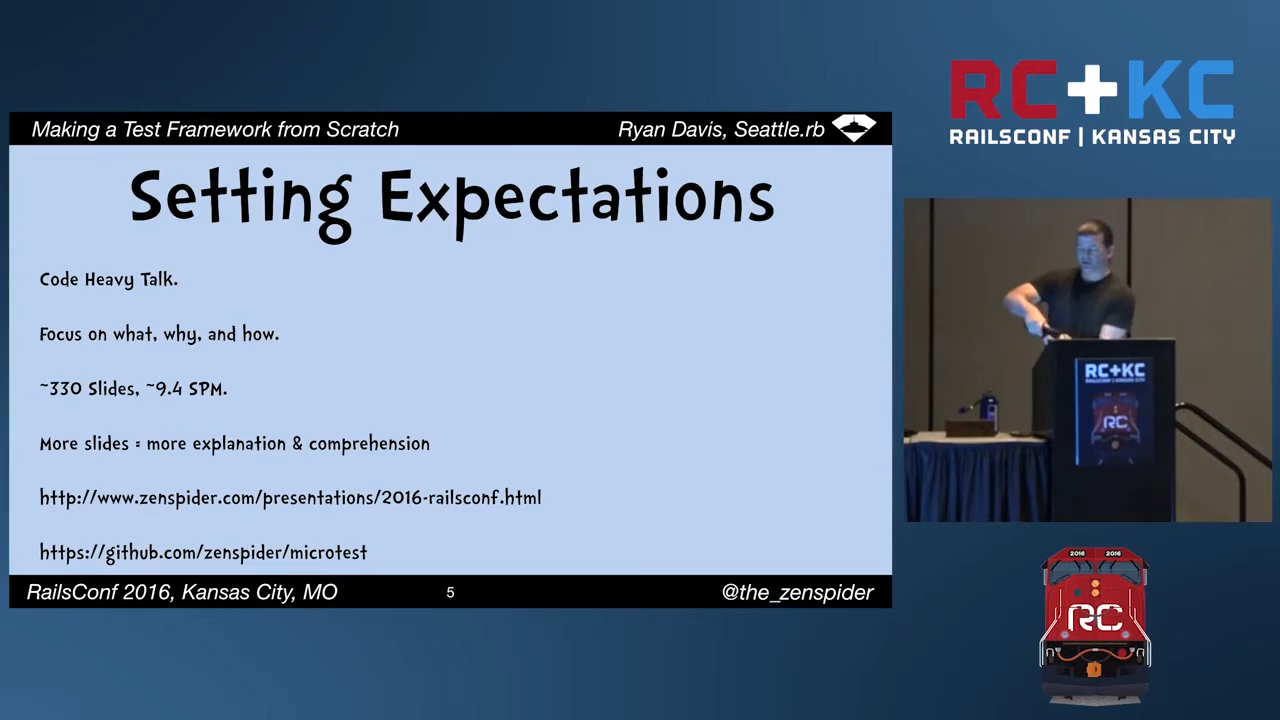 Making a Test Framework from Scratch
Ryan Davis, Seattle.rb
Setting Expectations
Code Heavy Talk.
Focus on what, why, and how.
~330 Slides, ~9.4 SPM.
More slides = more explanation & comprehension
http://www.zenspider.com/presentations/2016-railsconf.html
https://github.com/zenspider/microtest
RailsConf 2016, Kansas City, MO
5
@the_zenspider
RC+KC
RAILSCONF | KANSAS CITY
RC+KC
RAILSCONF | KANSAS CITY
RC
2016 2016
RC